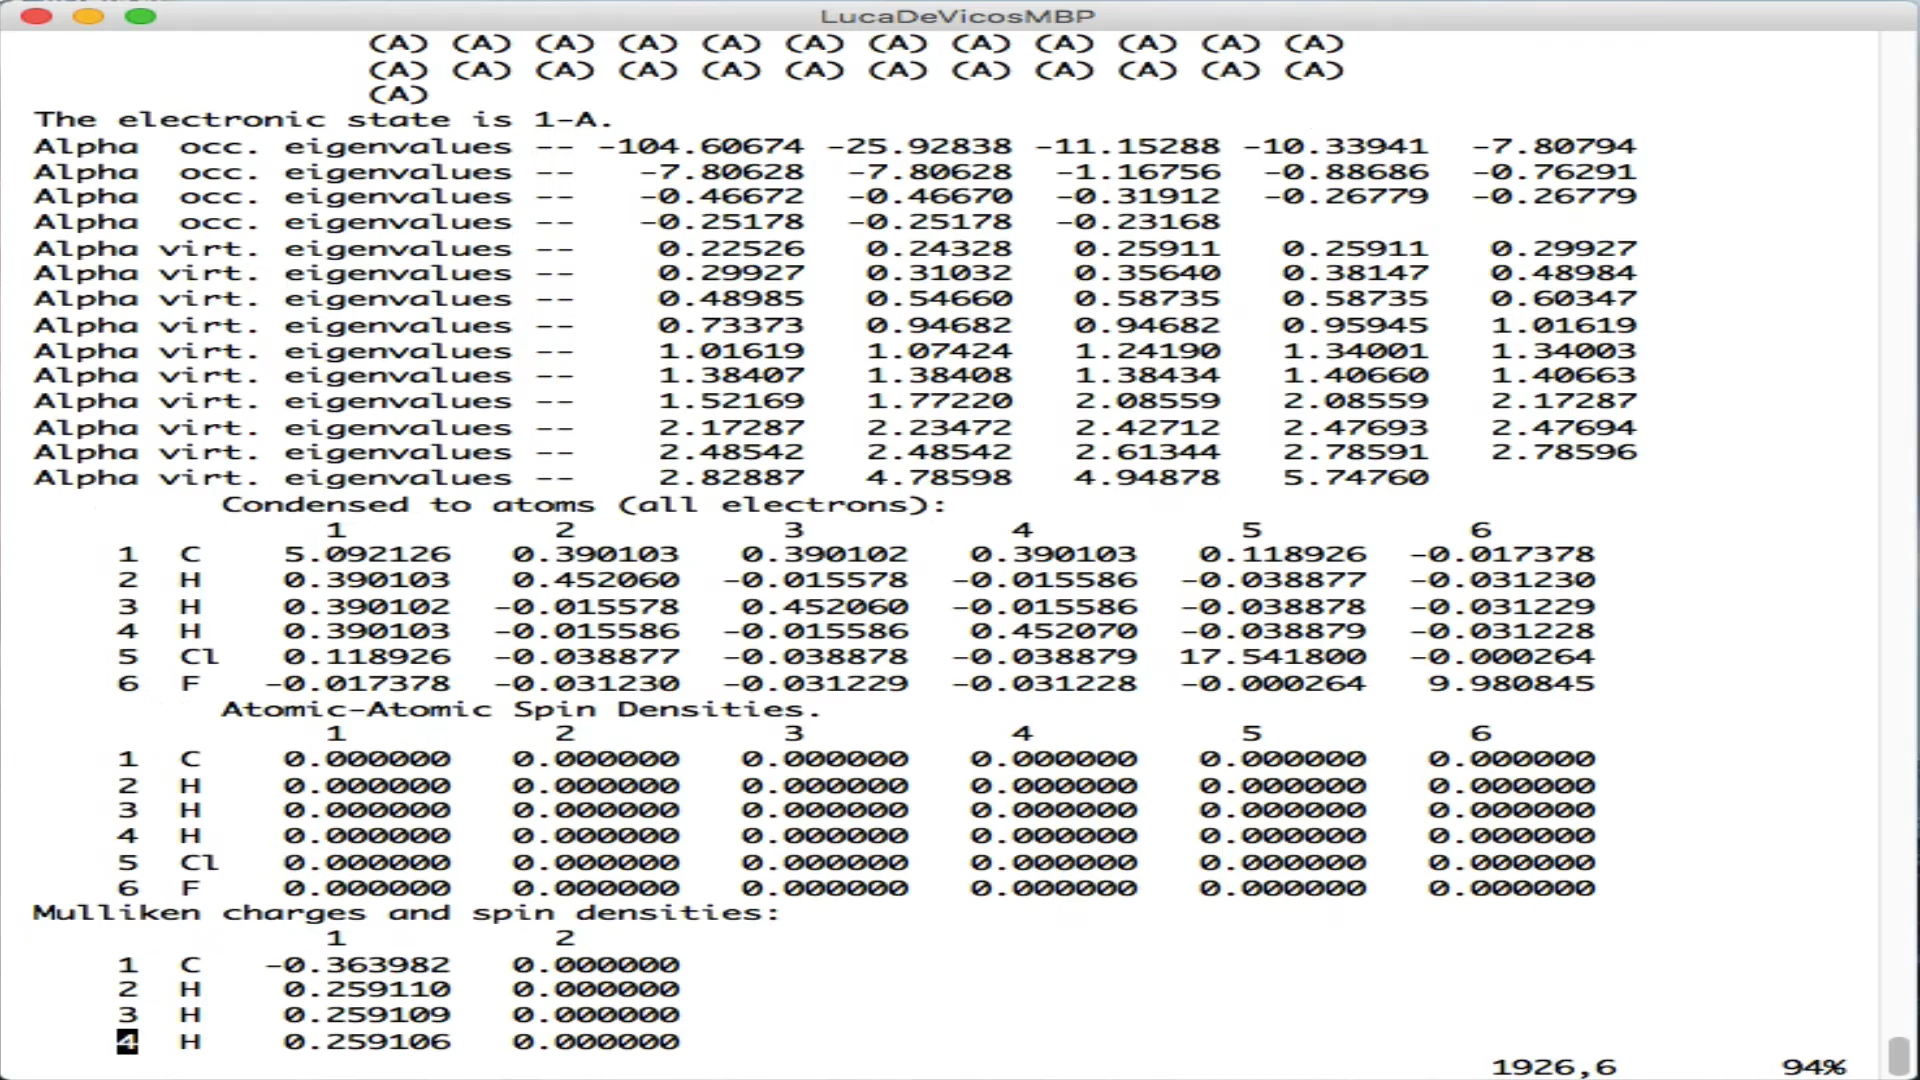 LucaDeVicosMBP
(A) (A) (A) (A) (A) (A) (A) (A) (A) (A) (A) (A)
(A) (A) (A) (A) (A) (A) (A) (A) (A) (A) (A) (A)
(A)
The electronic state is 1-A.
Alpha  occ. eigenvalues -- -104.60674 -25.92838 -11.15288 -10.33941  -7.80794
Alpha  occ. eigenvalues --   -7.80628  -7.80628  -1.16756  -0.88686  -0.76291
Alpha  occ. eigenvalues --   -0.46672  -0.46670  -0.31912  -0.26779  -0.26779
Alpha  occ. eigenvalues --   -0.25178  -0.25178  -0.23168
Alpha virt. eigenvalues --    0.22526   0.24328   0.25911   0.25911   0.29927
Alpha virt. eigenvalues --    0.29927   0.31032   0.35640   0.38147   0.48984
Alpha virt. eigenvalues --    0.48985   0.54660   0.58735   0.58735   0.60347
Alpha virt. eigenvalues --    0.73373   0.94682   0.94682   0.95945   1.01619
Alpha virt. eigenvalues --    1.01619   1.07424   1.24190   1.34001   1.34003
Alpha virt. eigenvalues --    1.38407   1.38408   1.38434   1.40660   1.40663
Alpha virt. eigenvalues --    1.52169   1.77220   2.08559   2.08559   2.17287
Alpha virt. eigenvalues --    2.17287   2.23472   2.42712   2.47693   2.47694
Alpha virt. eigenvalues --    2.48542   2.48542   2.61344   2.78591   2.78596
Alpha virt. eigenvalues --    2.82887   4.78598   4.94878   5.74760
Condensed to atoms (all electrons):
1 2 3 4 5 6
1 C 5.092126 0.390103 0.390102 0.390103 0.118926 -0.017378
2 H 0.390103 0.452060 -0.015578 -0.015586 -0.038877 -0.031230
3 H 0.390102 -0.015578 0.452060 -0.015586 -0.038878 -0.031229
4 H 0.390103 -0.015586 -0.015586 0.452070 -0.038879 -0.031228
5 Cl 0.118926 -0.038877 -0.038878 -0.038879 17.541800 -0.000264
6 F -0.017378 -0.031230 -0.031229 -0.031228 -0.000264 9.980845
Atomic-Atomic Spin Densities.
1 2 3 4 5 6
1 C 0.000000 0.000000 0.000000 0.000000 0.000000 0.000000
2 H 0.000000 0.000000 0.000000 0.000000 0.000000 0.000000
3 H 0.000000 0.000000 0.000000 0.000000 0.000000 0.000000
4 H 0.000000 0.000000 0.000000 0.000000 0.000000 0.000000
5 Cl 0.000000 0.000000 0.000000 0.000000 0.000000 0.000000
6 F 0.000000 0.000000 0.000000 0.000000 0.000000 0.000000
Mulliken charges and spin densities:
1 2
1 C -0.363982 0.000000
2 H 0.259110 0.000000
3 H 0.259109 0.000000
4 H 0.259106 0.000000
1926,6 94%